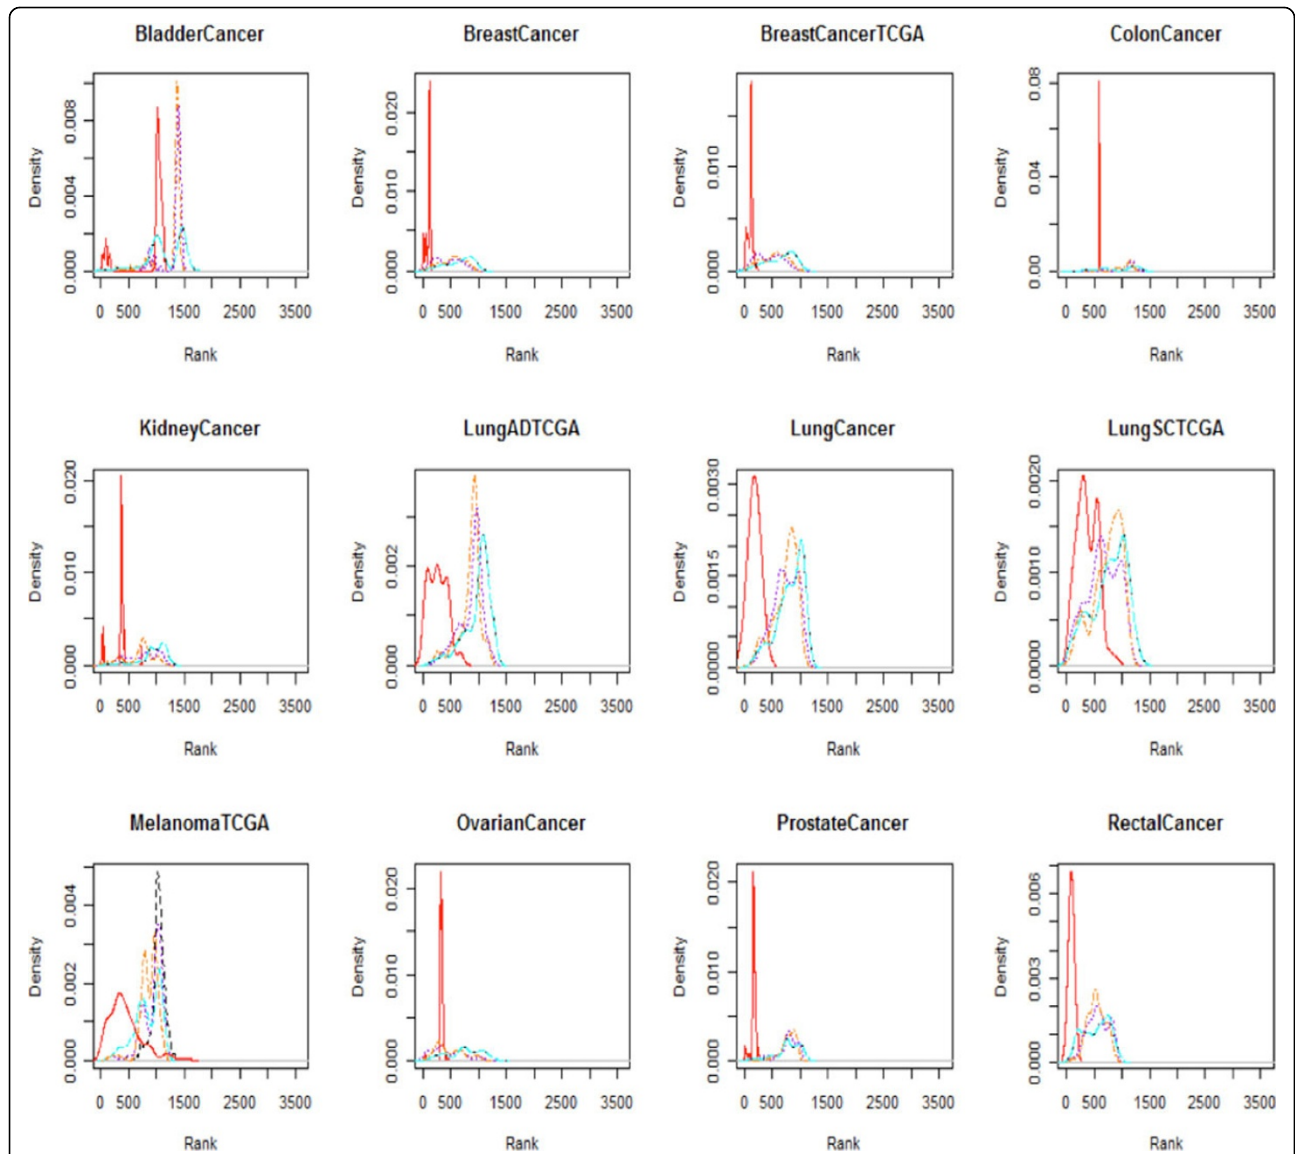 BladderCancer BreastCancer BreastCancerTCGA ColonCancer
Density 0.000 0.004 0.008 Density 0.000 0.010 0.020 Density 0.000 0.010 Density 0.00 0.04 0.08
0 500 1500 2500 3500 0 500 1500 2500 3500 0 500 1500 2500 3500 0 500 1500 2500 3500
Rank Rank Rank Rank
KidneyCancer LungADTCGA LungCancer LungSCTCGA
Density 0.000 0.010 0.020 Density 0.000 0.002 Density 0.0000 0.0015 0.0030 Density 0.0000 0.0010 0.0020
0 500 1500 2500 3500 0 500 1500 2500 3500 0 500 1500 2500 3500 0 500 1500 2500 3500
Rank Rank Rank Rank
MelanomaTCGA OvarianCancer ProstateCancer RectalCancer
Density 0.000 0.002 0.004 Density 0.000 0.010 0.020 Density 0.000 0.010 0.020 Density 0.000 0.003 0.006
0 500 1500 2500 3500 0 500 1500 2500 3500 0 500 1500 2500 3500 0 500 1500 2500 3500
Rank Rank Rank Rank